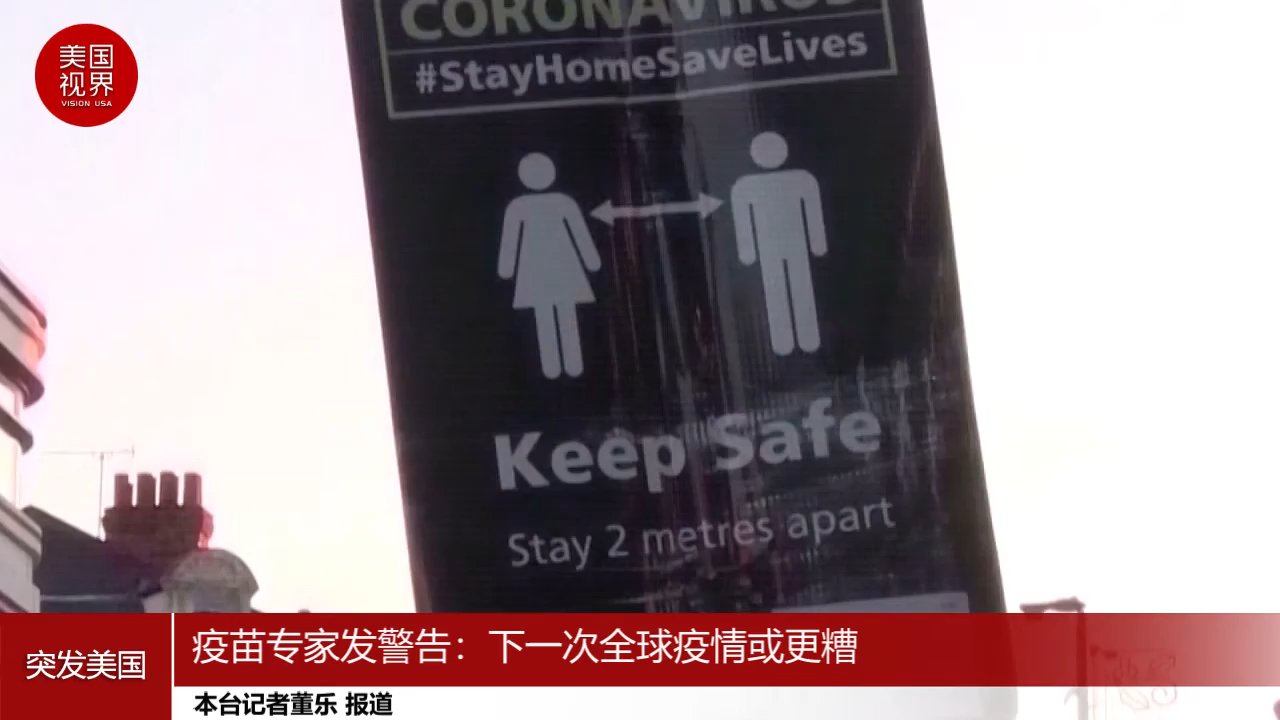 美国
视界
VISION USA
CORONAVIRUS
#StayHomeSaveLives
Keep Safe
Stay 2 metres apart
突发美国
疫苗专家发警告：下一次全球疫情或更糟
本台记者董乐 报道